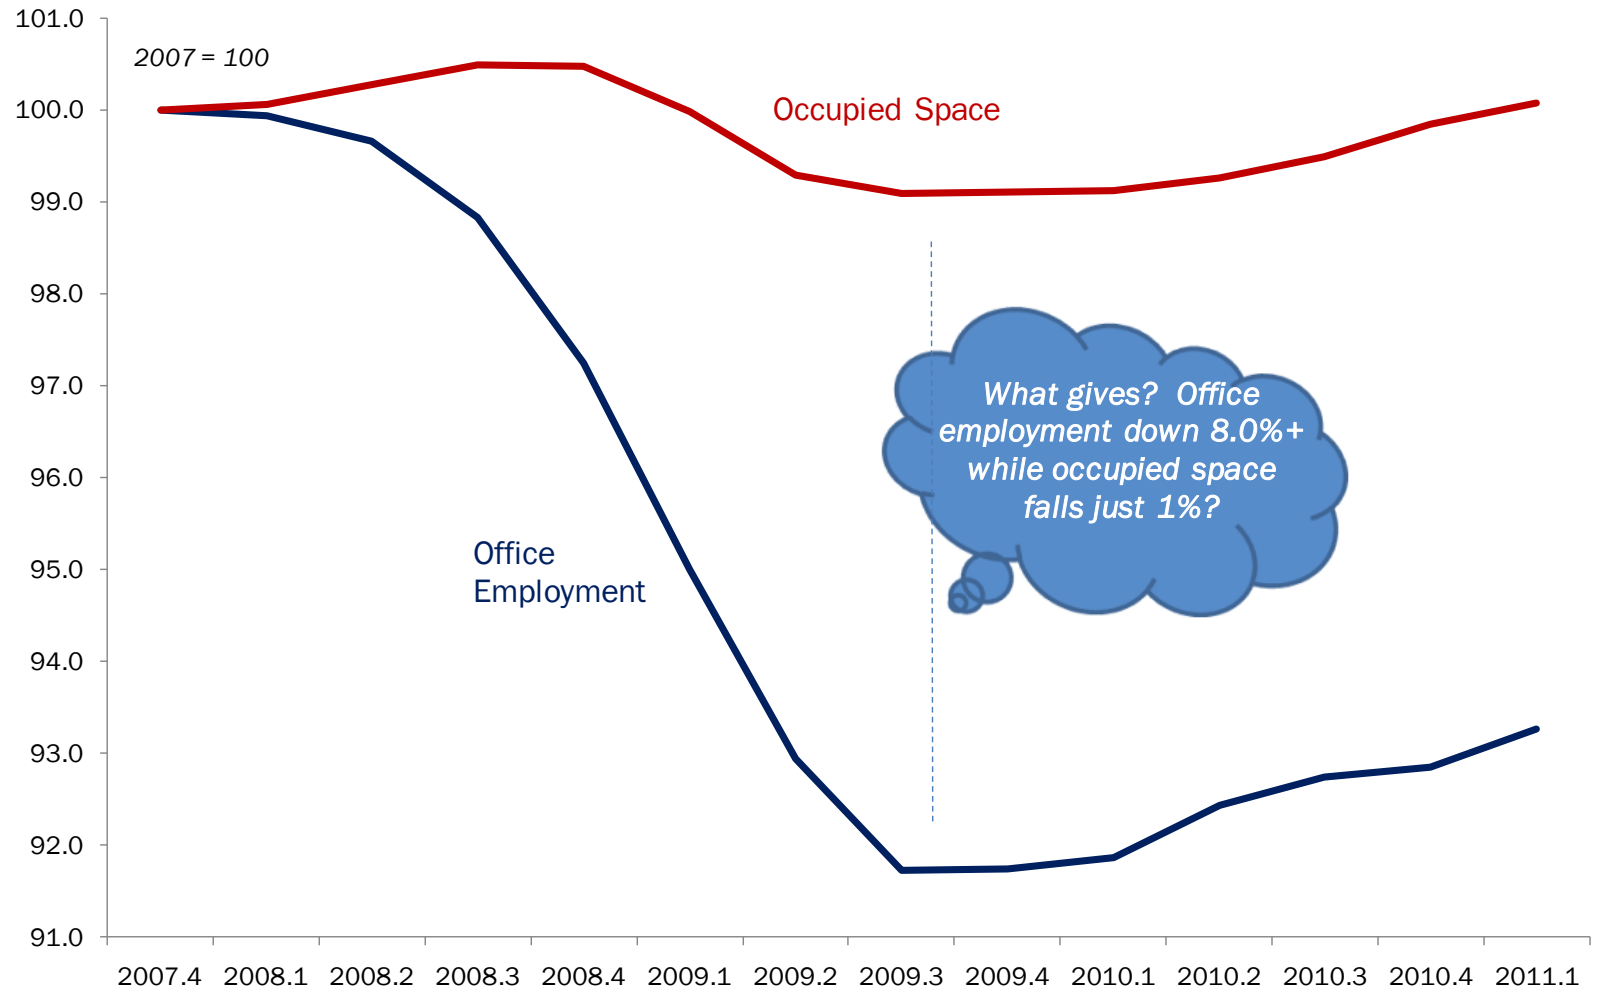 101.0
2007 = 100
100.0
Occupied Space
99.0
98.0
97.0
What gives? Office
employment down 8.0%+
while occupied space
falls just 1%?
96.0
95.0
Office
Employment
94.0
93.0
92.0
91.0
2007.4 2008.1 2008.2 2008.3 2008.4 2009.1 2009.2 2009.3 2009.4 2010.1 2010.2 2010.3 2010.4 2011.1